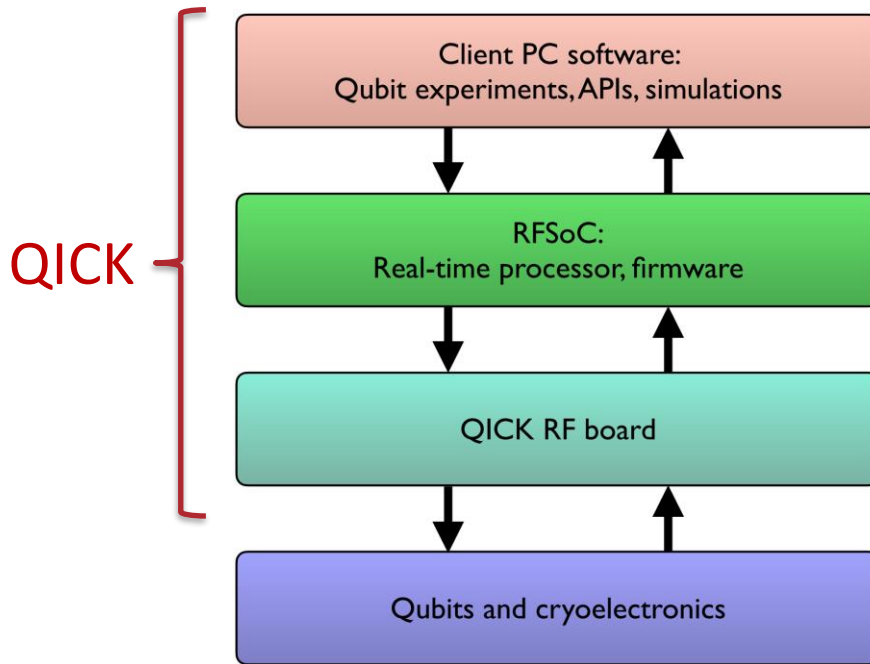 Client PC software:
Qubit experiments, APIs, simulations
RFSoC:
Real-time processor, firmware
QICK
QICK RF board
Qubits and cryoelectronics